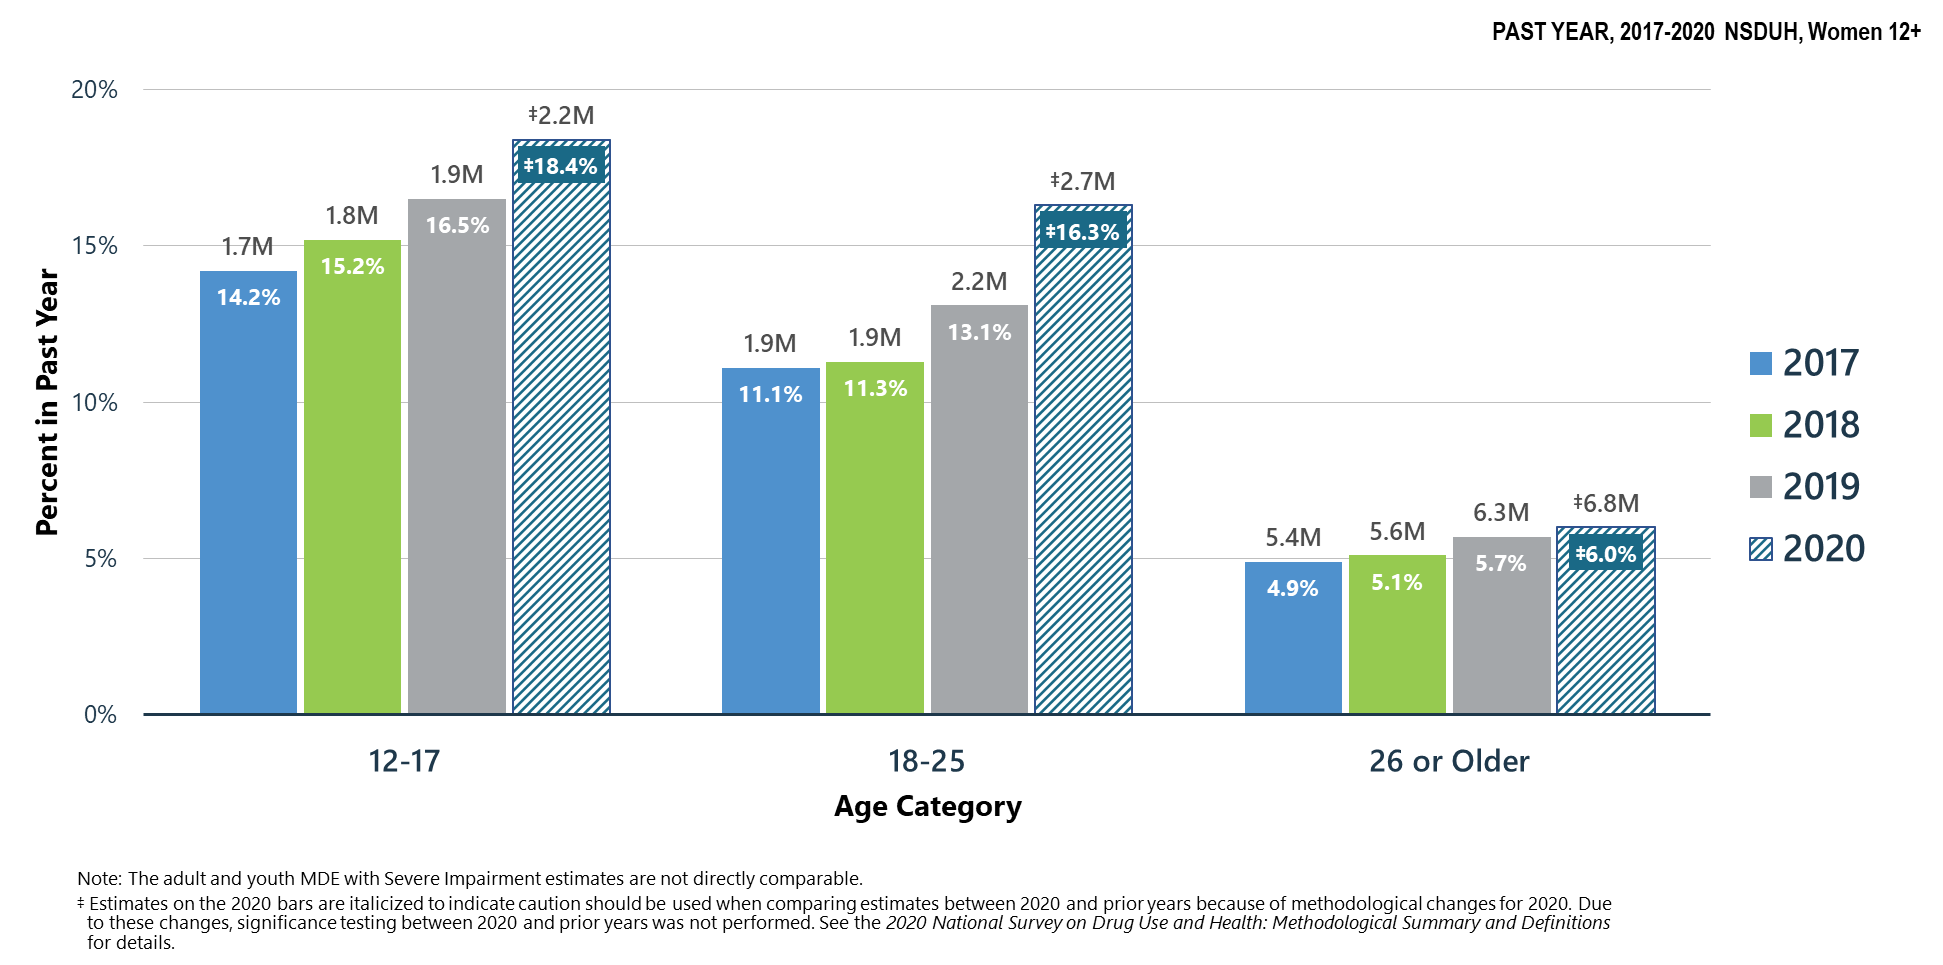 PAST YEAR, 2017-2020 NSDUH, Women 12+
Percent in Past Year
20%
15%
10%
5%
0%
1.7M
14.2%
1.8M
15.2%
1.9M
16.5%
‡2.2M
‡18.4%
1.9M
11.1%
1.9M
11.3%
2.2M
13.1%
‡2.7M
‡16.3%
5.4M
4.9%
5.6M
5.1%
6.3M
5.7%
‡6.8M
‡6.0%
2017
2018
2019
2020
12-17
18-25
26 or Older
Age Category
Note: The adult and youth MDE with Severe Impairment estimates are not directly comparable.
‡ Estimates on the 2020 bars are italicized to indicate caution should be used when comparing estimates between 2020 and prior years because of methodological changes for 2020. Due
to these changes, significance testing between 2020 and prior years was not performed. See the 2020 National Survey on Drug Use and Health: Methodological Summary and Definitions
for details.